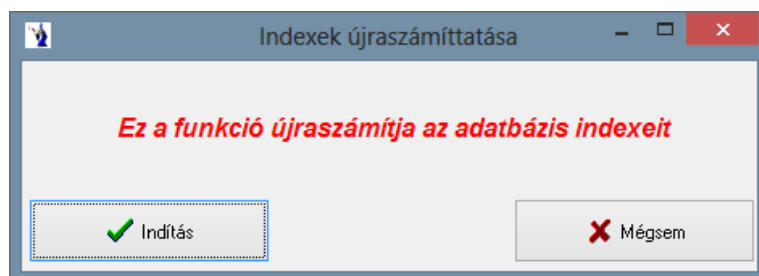 Indexek újraszámíttatása
Ez a funkció újraszámítja az adatbázis indexeit
Indítás
Mégsem